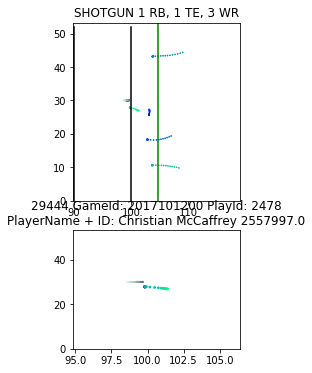 SHOTGUN 1 RB, 1 TE, 3 WR
50
40
30
20
10
0
90 100 110
29444 GameId: 2017101200 PlayId: 2478
PlayerName + ID: Christian McCaffrey 2557997.0
40
20
0
95.0 97.5 100.0 102.5 105.0